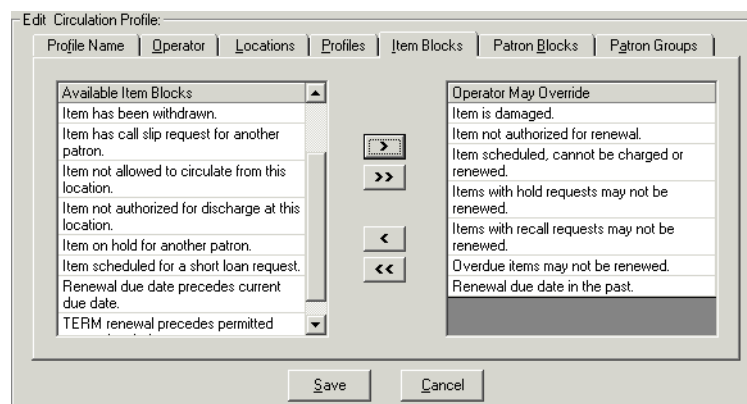 Edit Circulation Profile:
Profile Name
Operator
Locations
Profiles
Item Blocks
Patron Blocks
Patron Groups
Available Item Blocks
Item has been withdrawn.
Item has call slip request for another
patron.
Item not allowed to circulate from this
location.
Item not authorized for discharge at this
location.
Item on hold for another patron.
Item scheduled for a short loan request.
Renewal due date precedes current
due date.
TERM renewal precedes permitted
>
>>
<
<<
Operator May Override
Item is damaged.
Item not authorized for renewal.
Item scheduled, cannot be charged or
renewed.
Items with hold requests may not be
renewed.
Items with recall requests may not be
renewed.
Overdue items may not be renewed.
Renewal due date in the past.
Save
Cancel